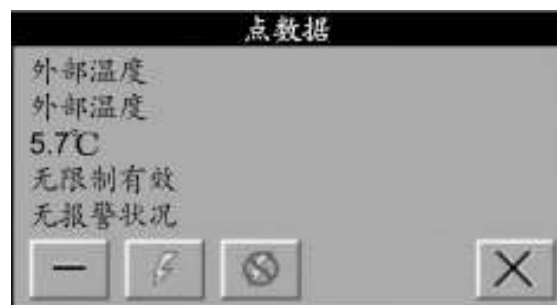 点数据
外部温度
外部温度
5.7℃
无限制有效
无报警状况